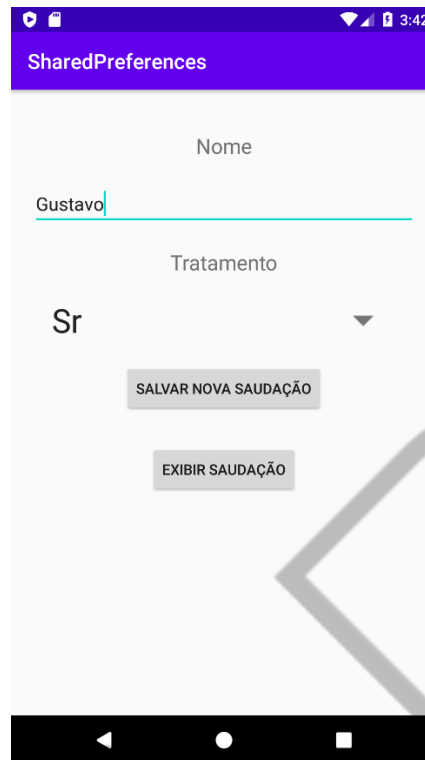 3:42
SharedPreferences
Nome
Gustavo
Tratamento
Sr
SALVAR NOVA SAUDAÇÃO
EXIBIR SAUDAÇÃO